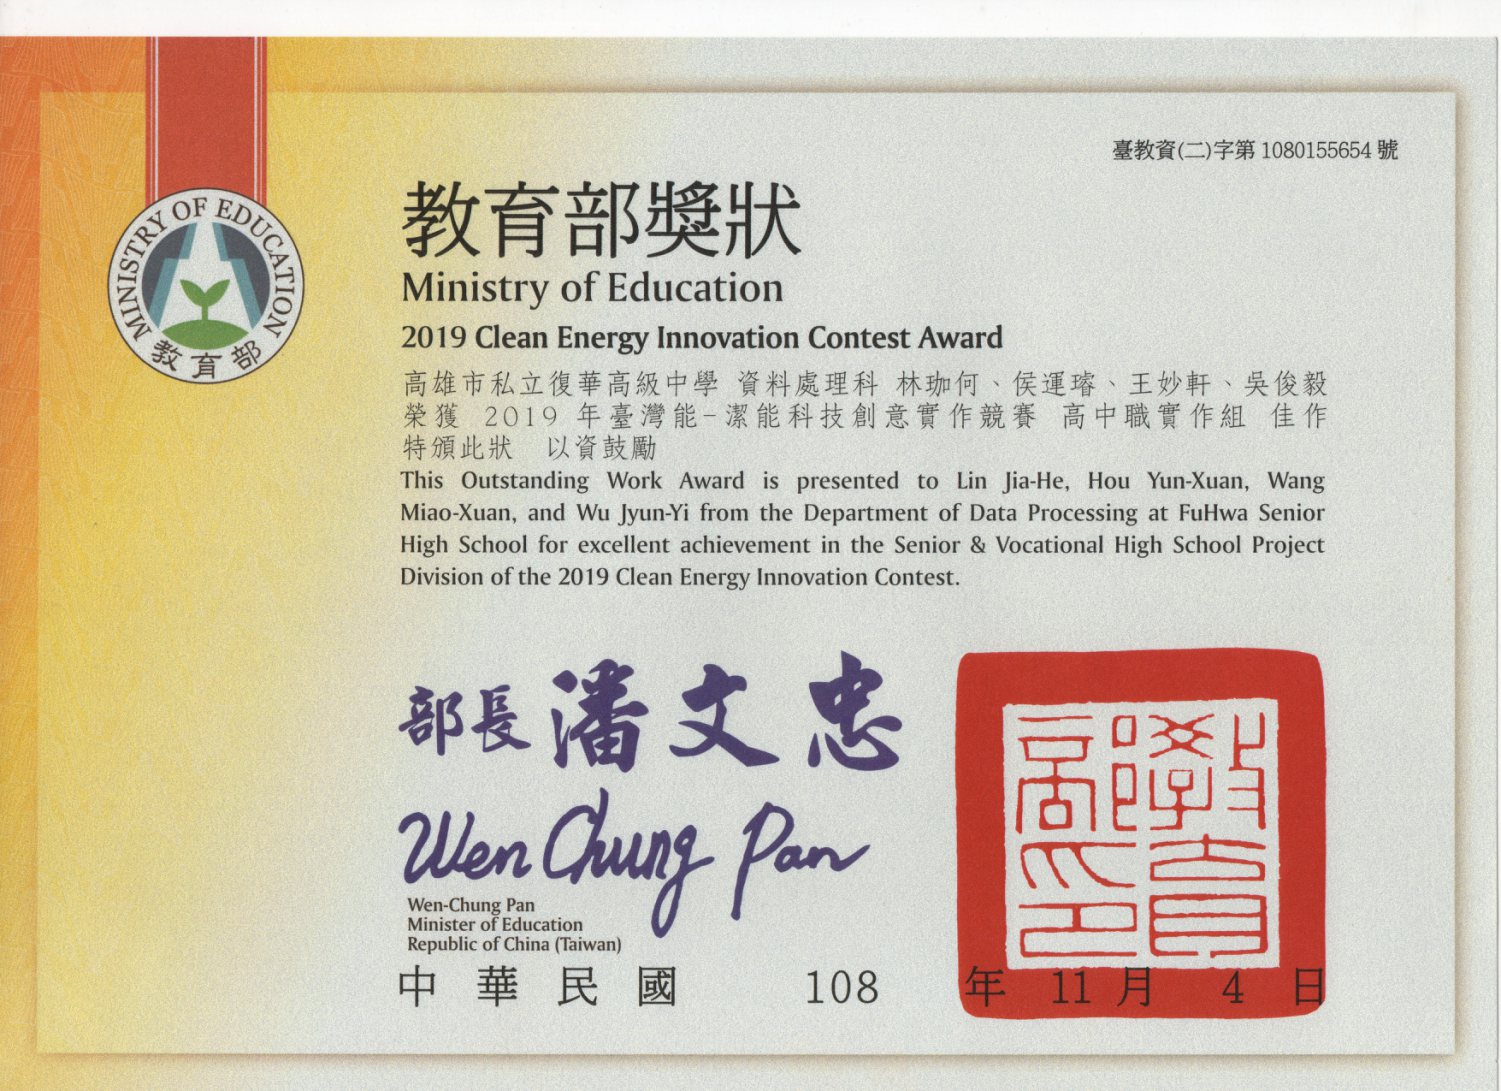 臺教資(二)字第 1080155654 號
MINISTRY OF EDUCATION
教育部
教育部獎狀
Ministry of Education
2019 Clean Energy Innovation Contest Award
高雄市私立復華高級中學 資料處理科 林珈何、侯運璿、王妙軒、吳俊毅
榮獲 2019 年臺灣能-潔能科技創意實作競賽 高中職實作組 佳作
特頒此狀 以資鼓勵
This Outstanding Work Award is presented to Lin Jia-He, Hou Yun-Xuan, Wang
Miao-Xuan, and Wu Jyun-Yi from the Department of Data Processing at FuHwa Senior
High School for excellent achievement in the Senior & Vocational High School Project
Division of the 2019 Clean Energy Innovation Contest.
部長 潘文忠
Wen Chung Pan
Wen-Chung Pan
Minister of Education
Republic of China (Taiwan)
教育部印
中華民國 108 年 11 月 4 日